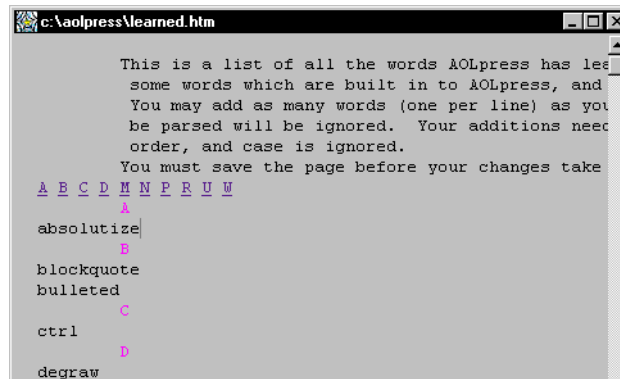 c:\aolpress\learned.htm
This is a list of all the words AOLpress has
some words which are built in to AOLpress, and
You may add as many words (one per line) as you
be parsed will be ignored. Your additions need
order, and case is ignored.
You must save the page before your changes take
A B C D M N P R U W
A
absolutize
B
blockquote
bulleted
C
ctrl
D
degraw